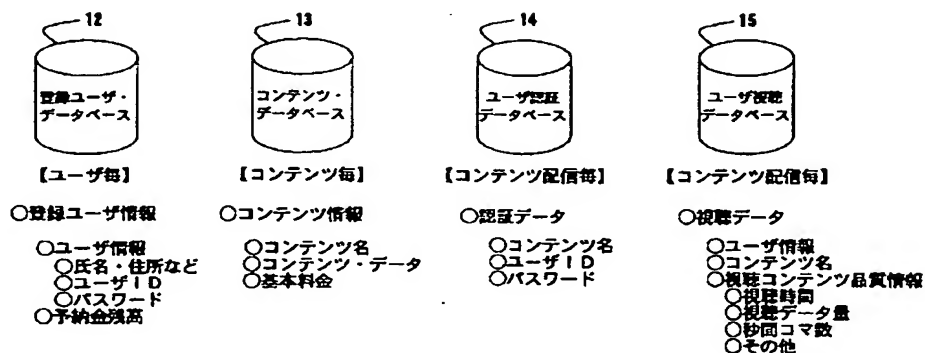 12
登録ユーザ・
データベース
【ユーザ毎】
○登録ユーザ情報
○ユーザ情報
○氏名・住所など
○ユーザID
○パスワード
○予納金残高
13
コンテンツ・
データベース
【コンテンツ毎】
○コンテンツ情報
○コンテンツ名
○コンテンツ・データ
○基本料金
14
ユーザ認証
データベース
【コンテンツ配信毎】
○認証データ
○コンテンツ名
○ユーザID
○パスワード
15
ユーザ視聴
データベース
【コンテンツ配信毎】
○視聴データ
○ユーザ情報
○コンテンツ名
○視聴コンテンツ品質情報
○視聴時間
○視聴データ量
○秒間コマ数
○その他